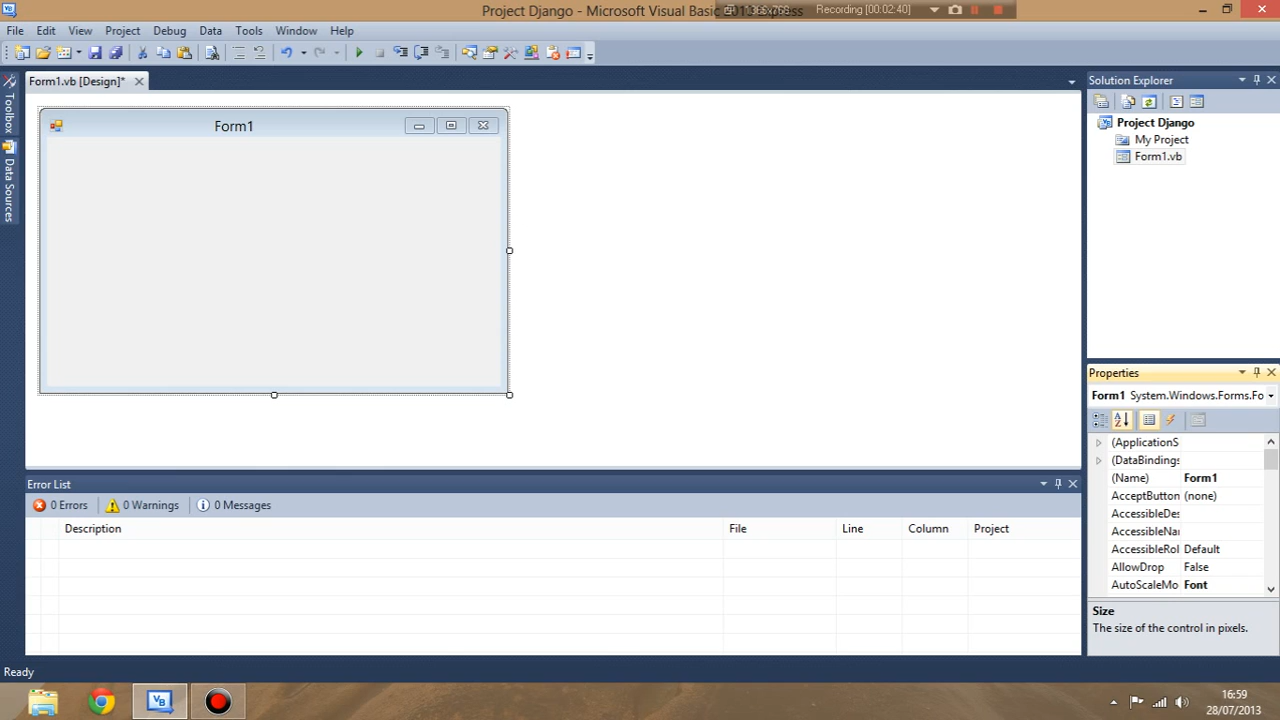 Project Django - Microsoft Visual Basic 2010 Express
Recording [00:02:40]
File Edit View Project Debug Data Tools Window Help
Form1.vb [Design]*
Solution Explorer
Toolbox
Data Sources
Form1
Project Django
My Project
Form1.vb
Properties
Form1 System.Windows.Forms.Fo
(ApplicationS
(DataBindings
(Name) Form1
AcceptButton (none)
AccessibleDes
AccessibleNai
AccessibleRol Default
AllowDrop False
AutoScaleMo Font
Size
The size of the control in pixels.
Error List
0 Errors 0 Warnings 0 Messages
Description File Line Column Project
Ready
VB
16:59
28/07/2013